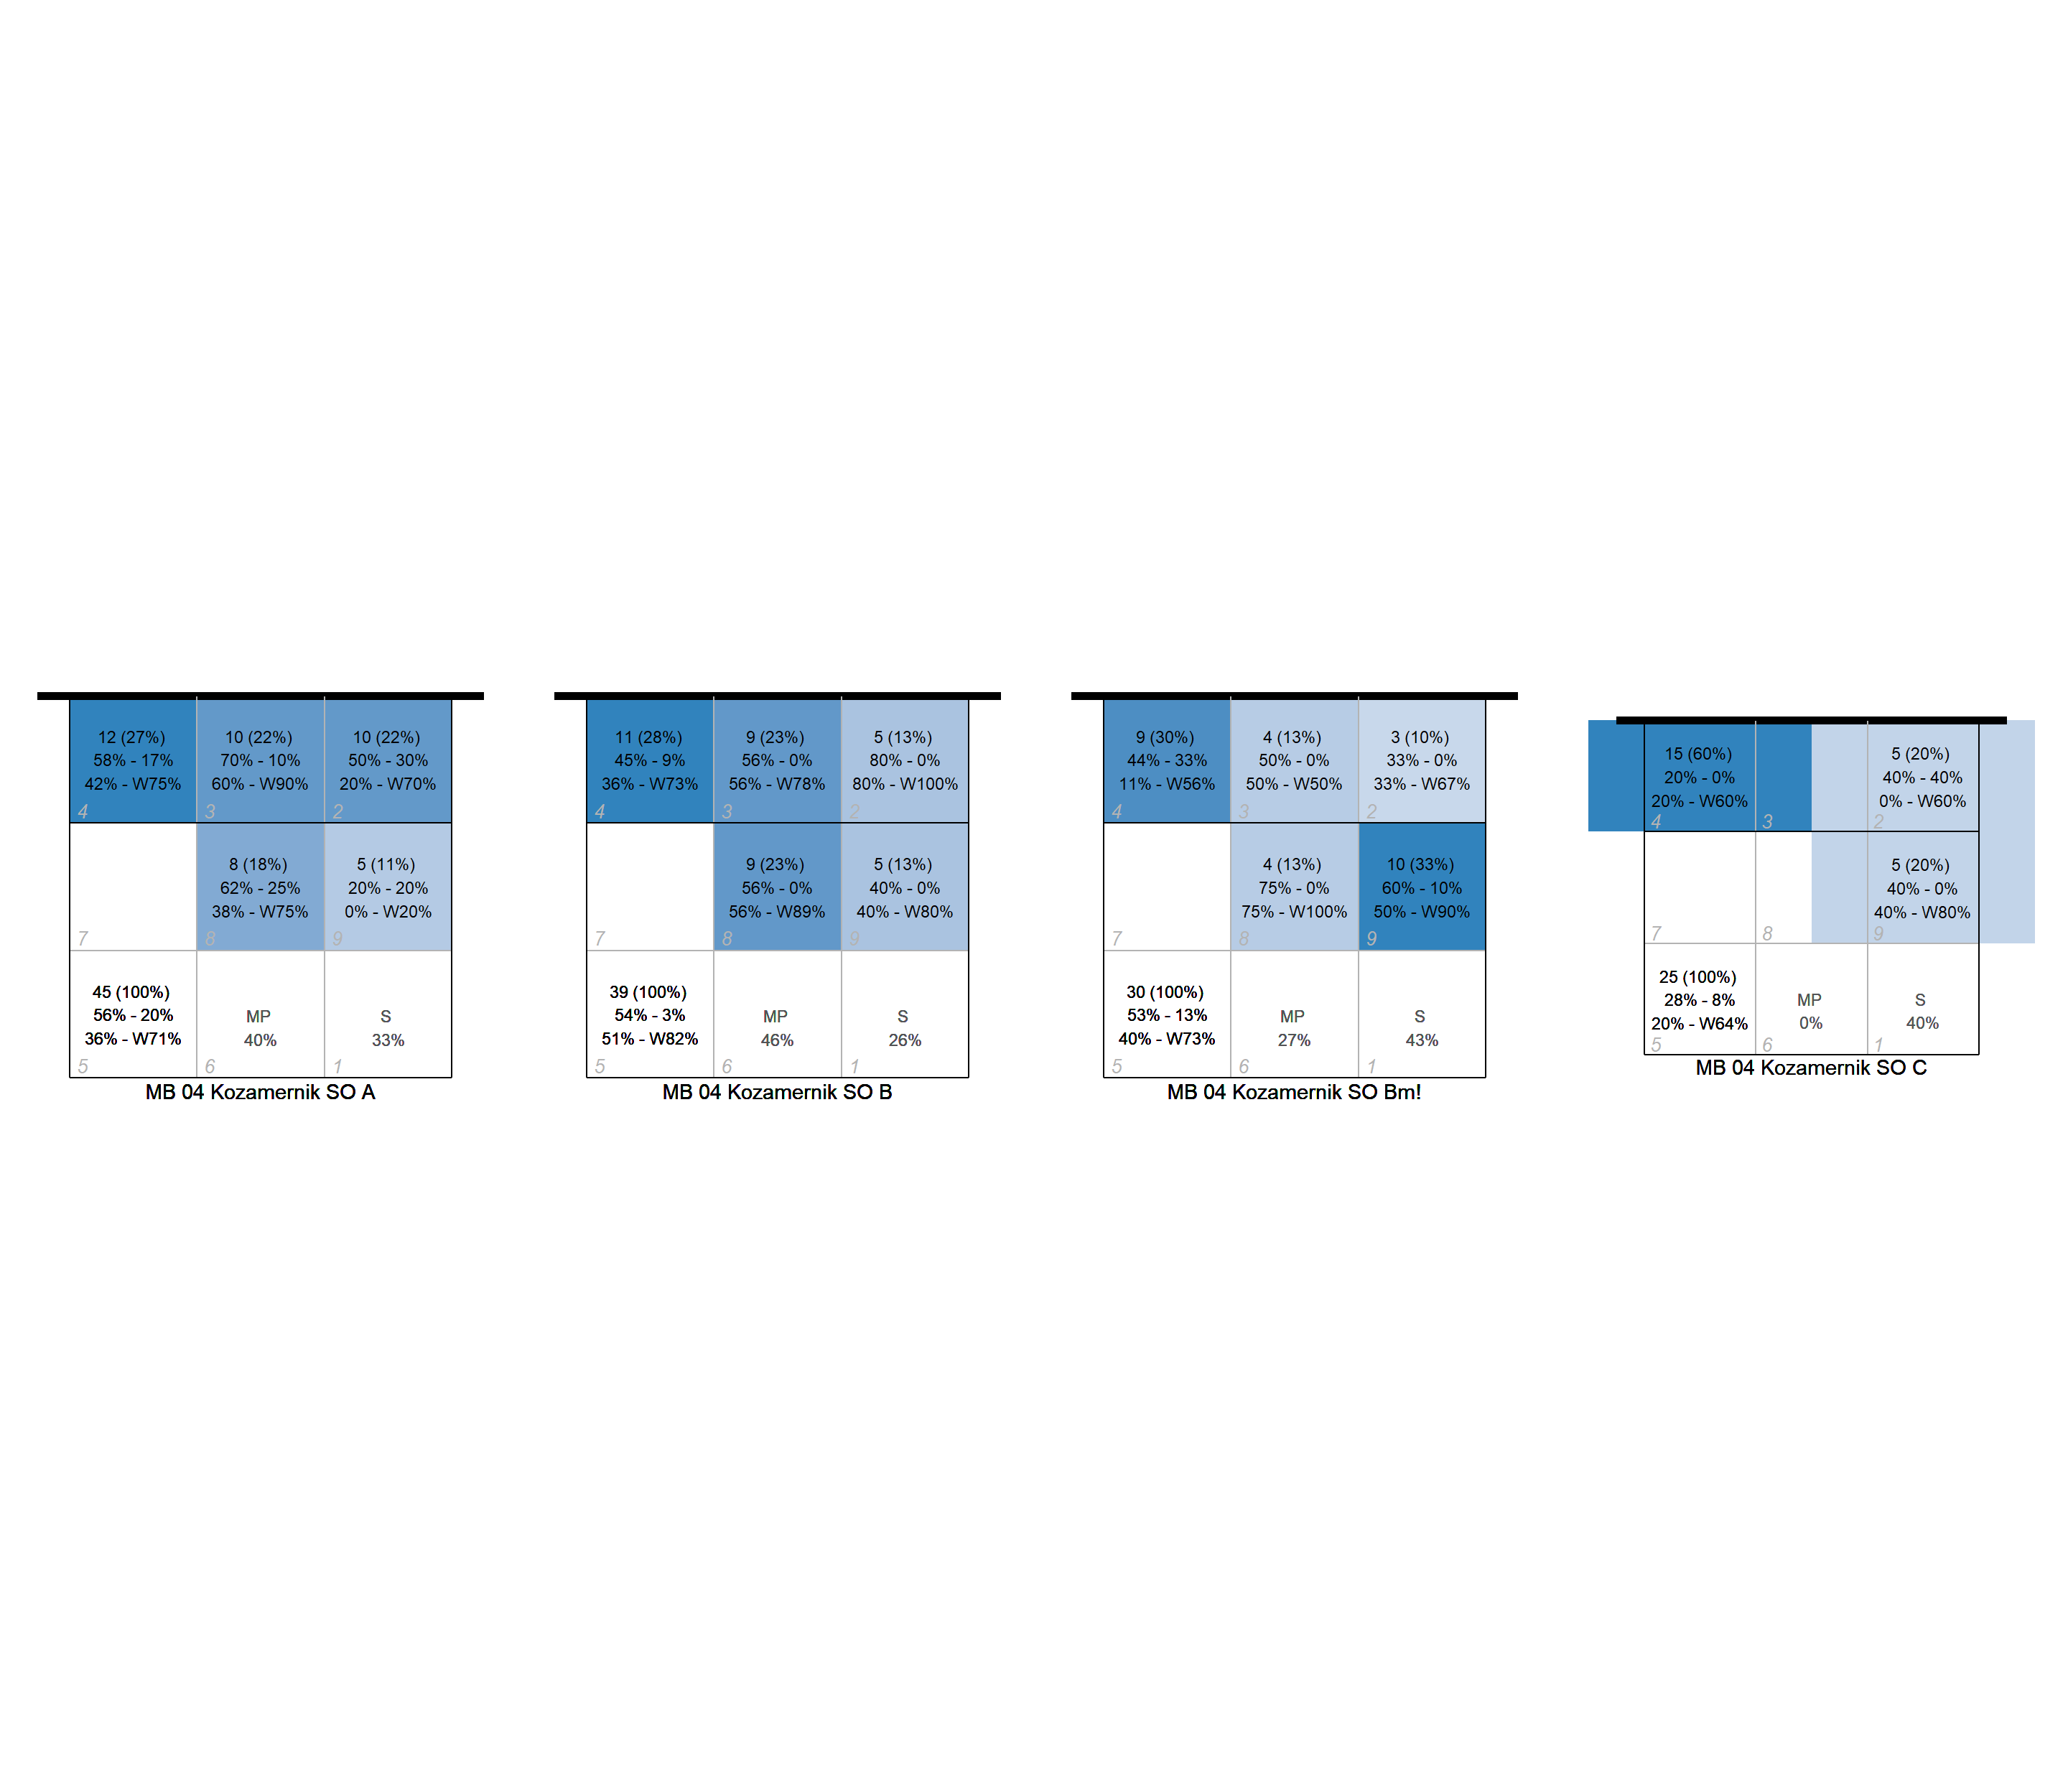 12 (27%)
58% - 17%
42% - W75%
4
10 (22%)
70% - 10%
60% - W90%
3
10 (22%)
50% - 30%
20% - W70%
2
7
8 (18%)
62% - 25%
38% - W75%
8
5 (11%)
20% - 20%
0% - W20%
9
45 (100%)
56% - 20%
36% - W71%
5
MP
40%
6
S
33%
1
MB 04 Kozamernik SO A
11 (28%)
45% - 9%
36% - W73%
4
9 (23%)
56% - 0%
56% - W78%
3
5 (13%)
80% - 0%
80% - W100%
2
7
9 (23%)
56% - 0%
56% - W89%
8
5 (13%)
40% - 0%
40% - W80%
9
39 (100%)
54% - 3%
51% - W82%
5
MP
46%
6
S
26%
1
MB 04 Kozamernik SO B
9 (30%)
44% - 33%
11% - W56%
4
4 (13%)
50% - 0%
50% - W50%
3
3 (10%)
33% - 0%
33% - W67%
2
7
4 (13%)
75% - 0%
75% - W100%
8
10 (33%)
60% - 10%
50% - W90%
9
30 (100%)
53% - 13%
40% - W73%
5
MP
27%
6
S
43%
1
MB 04 Kozamernik SO Bm!
15 (60%)
20% - 0%
20% - W60%
4
3
5 (20%)
40% - 40%
0% - W60%
2
7
8
5 (20%)
40% - 0%
40% - W80%
9
25 (100%)
28% - 8%
20% - W64%
5
MP
0%
6
S
40%
1
MB 04 Kozamernik SO C